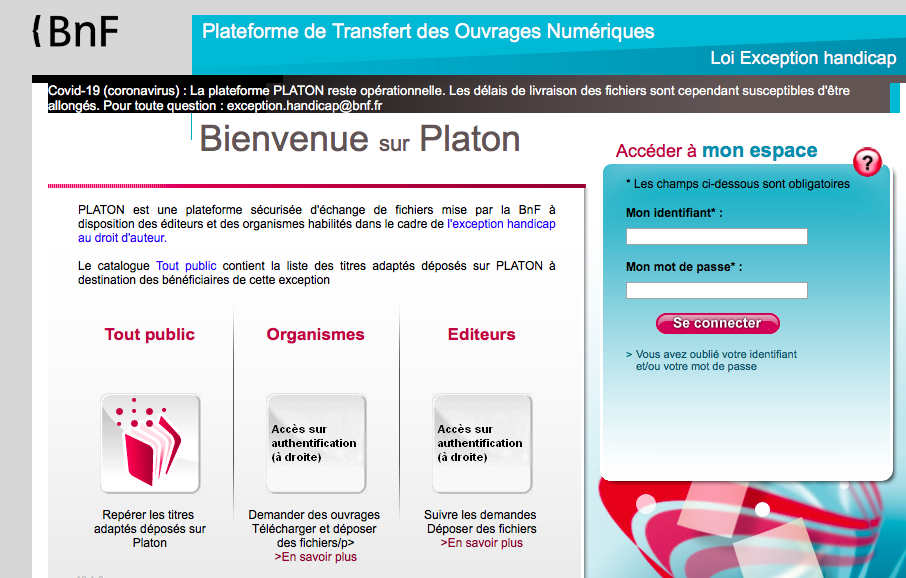 BnF
Plateforme de Transfert des Ouvrages Numériques
Loi Exception handicap
Covid-19 (coronavirus) : La plateforme PLATON reste opérationnelle. Les délais de livraison des fichiers sont cependant susceptibles d'être
allongés. Pour toute question : exception.handicap@bnf.fr
Bienvenue sur Platon
PLATON est une plateforme sécurisée d'échange de fichiers mise par la BnF à
disposition des éditeurs et des organismes habilités dans le cadre de l'exception handicap
au droit d'auteur.
Le catalogue Tout public contient la liste des titres adaptés déposés sur PLATON à
destination des bénéficiaires de cette exception
Tout public
Repérer les titres
adaptés déposés sur
Platon
Organismes
Accès sur
authentification
(à droite)
Demander des ouvrages
Télécharger et déposer
des fichiers/p>
>En savoir plus
Editeurs
Accès sur
authentification
(à droite)
Suivre les demandes
Déposer des fichiers
>En savoir plus
Accéder à mon espace
?
* Les champs ci-dessous sont obligatoires
Mon identifiant* :
Mon mot de passe* :
Se connecter
> Vous avez oublié votre identifiant
et/ou votre mot de passe